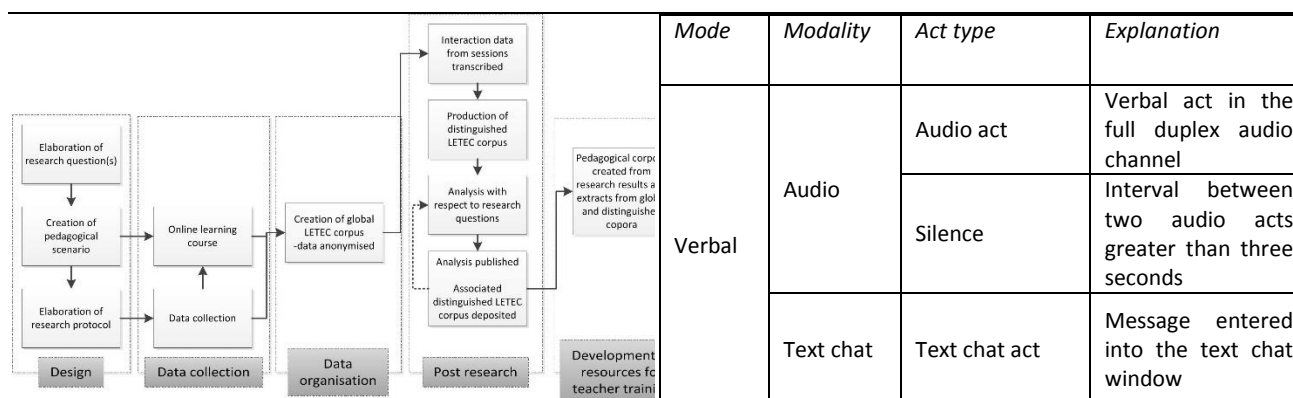 Elaboration of
research question(s)
Creation of
pedagogical
scenario
Elaboration of
research protocol
Design
Online learning
course
Data collection
Data collection
Creation of global
LETEC corpus
-data anonymised
Data
organisation
Interaction data
from sessions
transcribed
Production of
distinguished
LETEC corpus
Analysis with
respect to research
questions
Analysis published
Associated
distinguished LETEC
corpus deposited
Post research
Pedagogical corpo
created from
research results a
extracts from glob
and distinguishe
copora
Development
resources fo
teacher traini
Mode Modality Act type Explanation
Verbal
Audio
Audio act
Verbal act in the
full duplex audio
channel
Silence
Interval between
two audio acts
greater than three
seconds
Text chat
Text chat act
Message entered
into the text chat
window